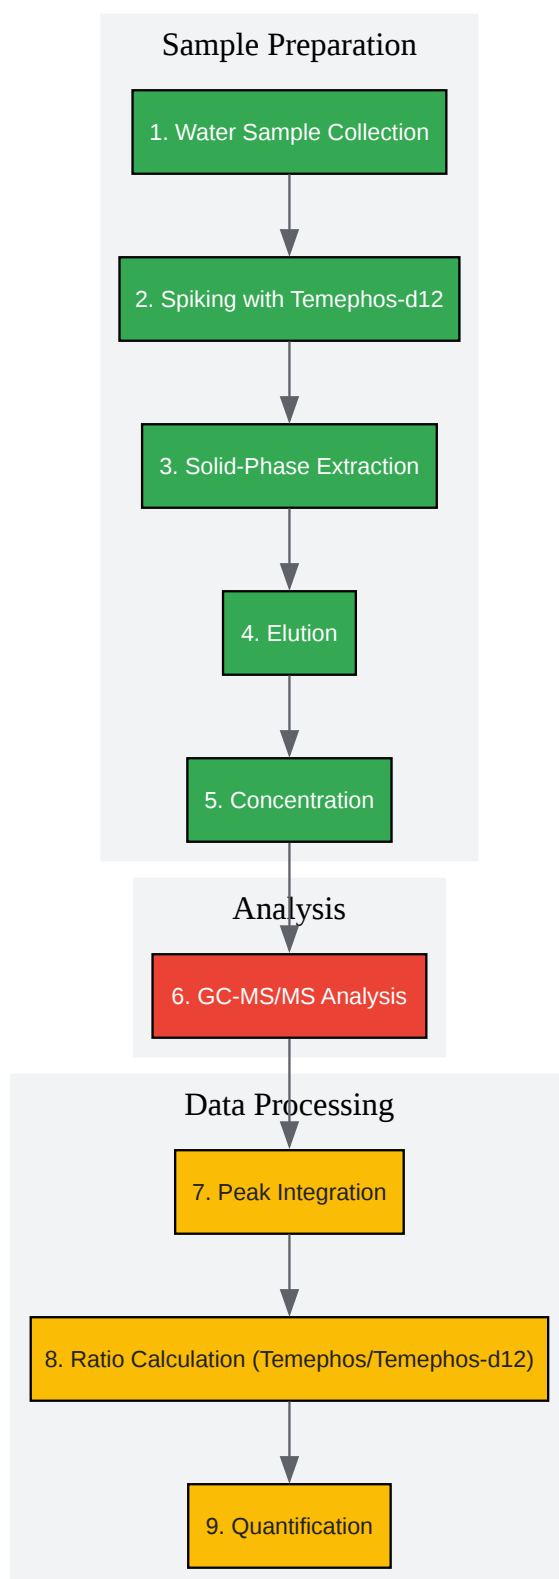 Sample Preparation
1. Water Sample Collection
2. Spiking with Temephos-d12
3. Solid-Phase Extraction
4. Elution
5. Concentration
Analysis
6. GC-MS/MS Analysis
Data Processing
7. Peak Integration
8. Ratio Calculation (Temephos/Temephos-d12)
9. Quantification